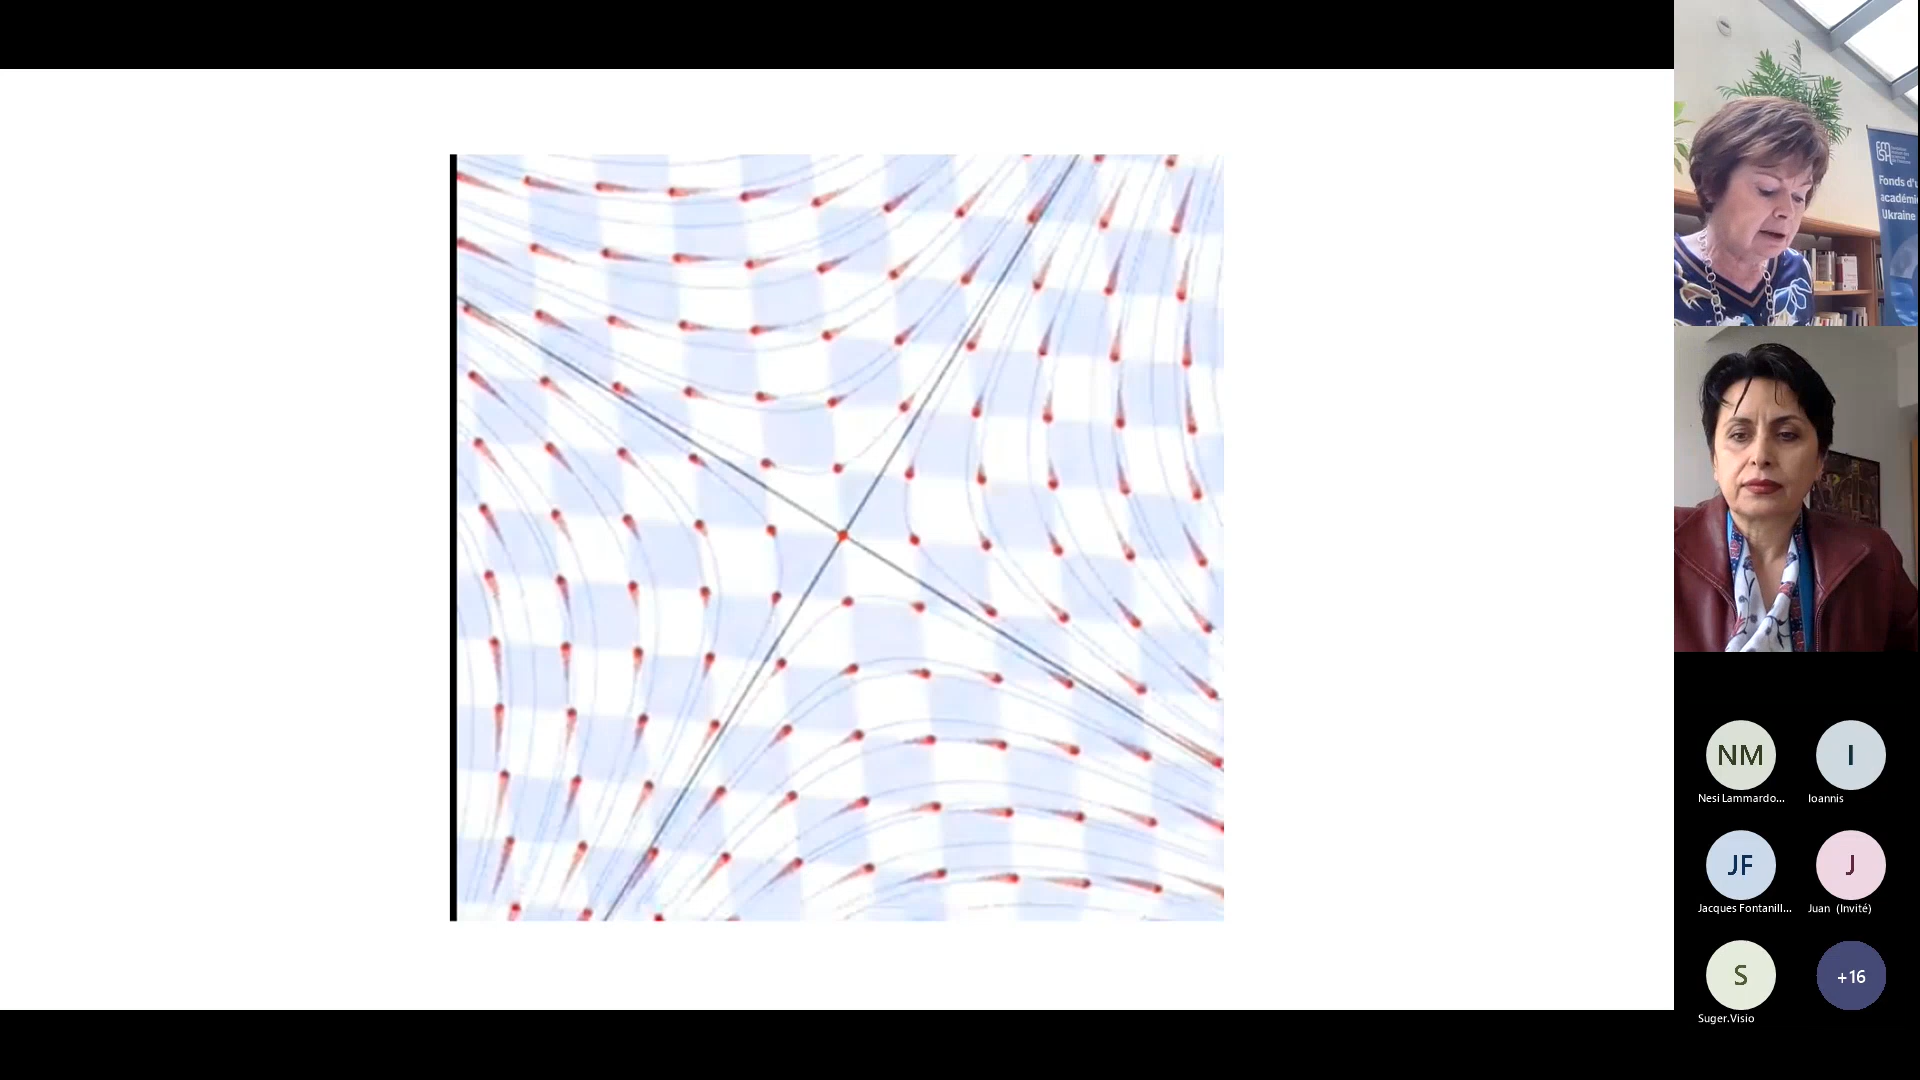 Fonds d'u
académi
Ukraine
NM
I
Nesi Lammardo...
Ioannis
JF
J
Jacques Fontanill...
Juan (Invité)
S
+16
Suger.Visio